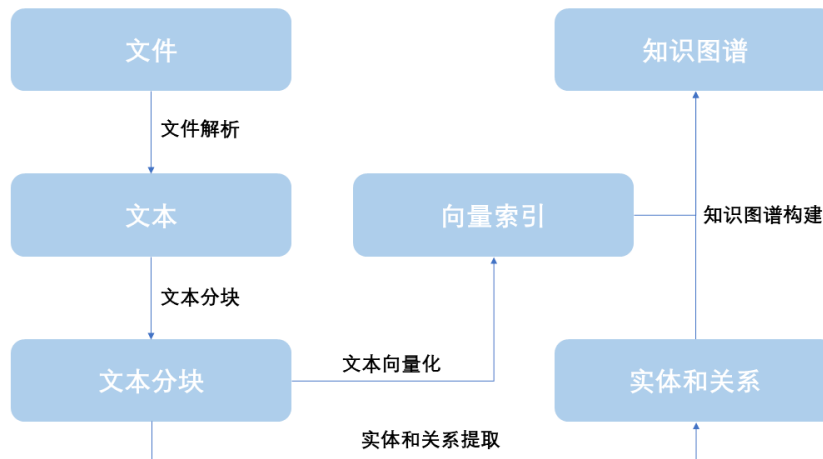 文件
知识图谱
文件解析
文本
向量索引
知识图谱构建
文本分块
文本分块
文本向量化
实体和关系
实体和关系提取